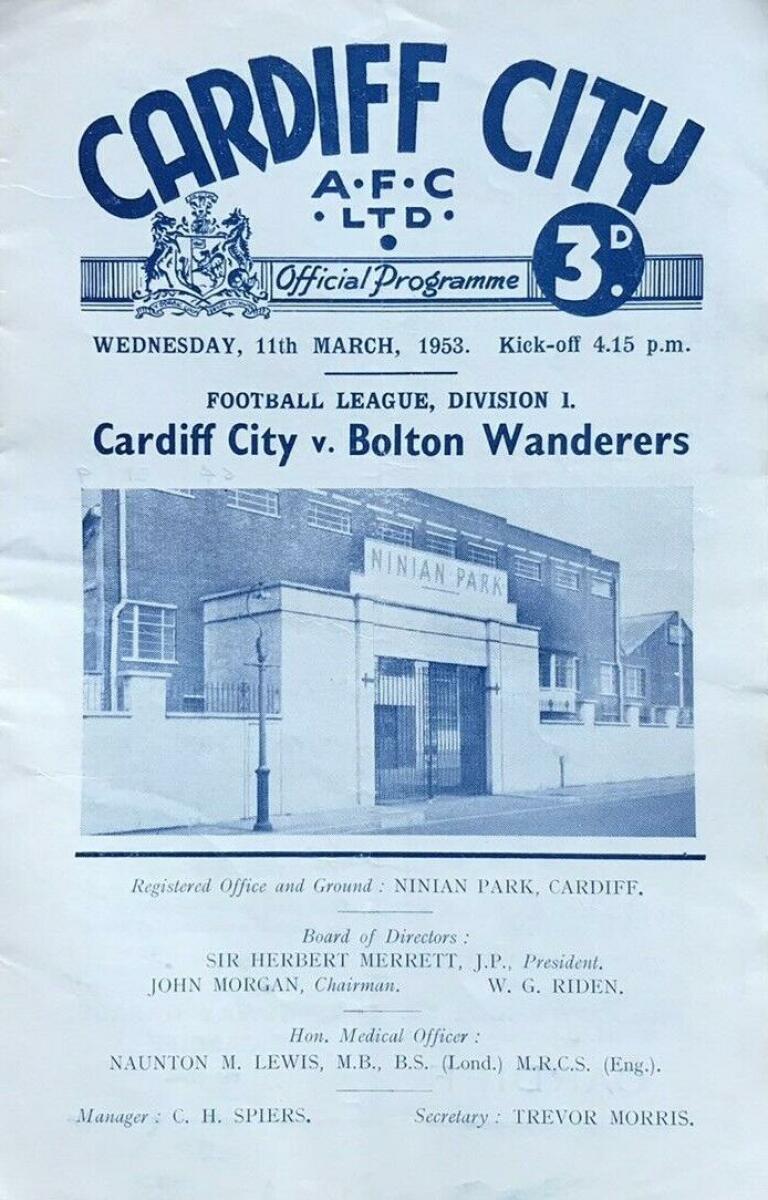 CARDIFF CITY
A·F·C
·LTD·
Official Programme 3D.
WEDNESDAY, 11th MARCH, 1953. Kick-off 4.15 p.m.
FOOTBALL LEAGUE, DIVISION 1.
Cardiff City v. Bolton Wanderers
NINIAN PARK
Registered Office and Ground : NINIAN PARK, CARDIFF.
Board of Directors :
SIR HERBERT MERRETT, J.P., President.
JOHN MORGAN, Chairman. W. G. RIDEN.
Hon. Medical Officer :
NAUNTON M. LEWIS, M.B., B.S. (Lond.) M.R.C.S. (Eng.).
Manager : C. H. SPIERS. Secretary : TREVOR MORRIS.